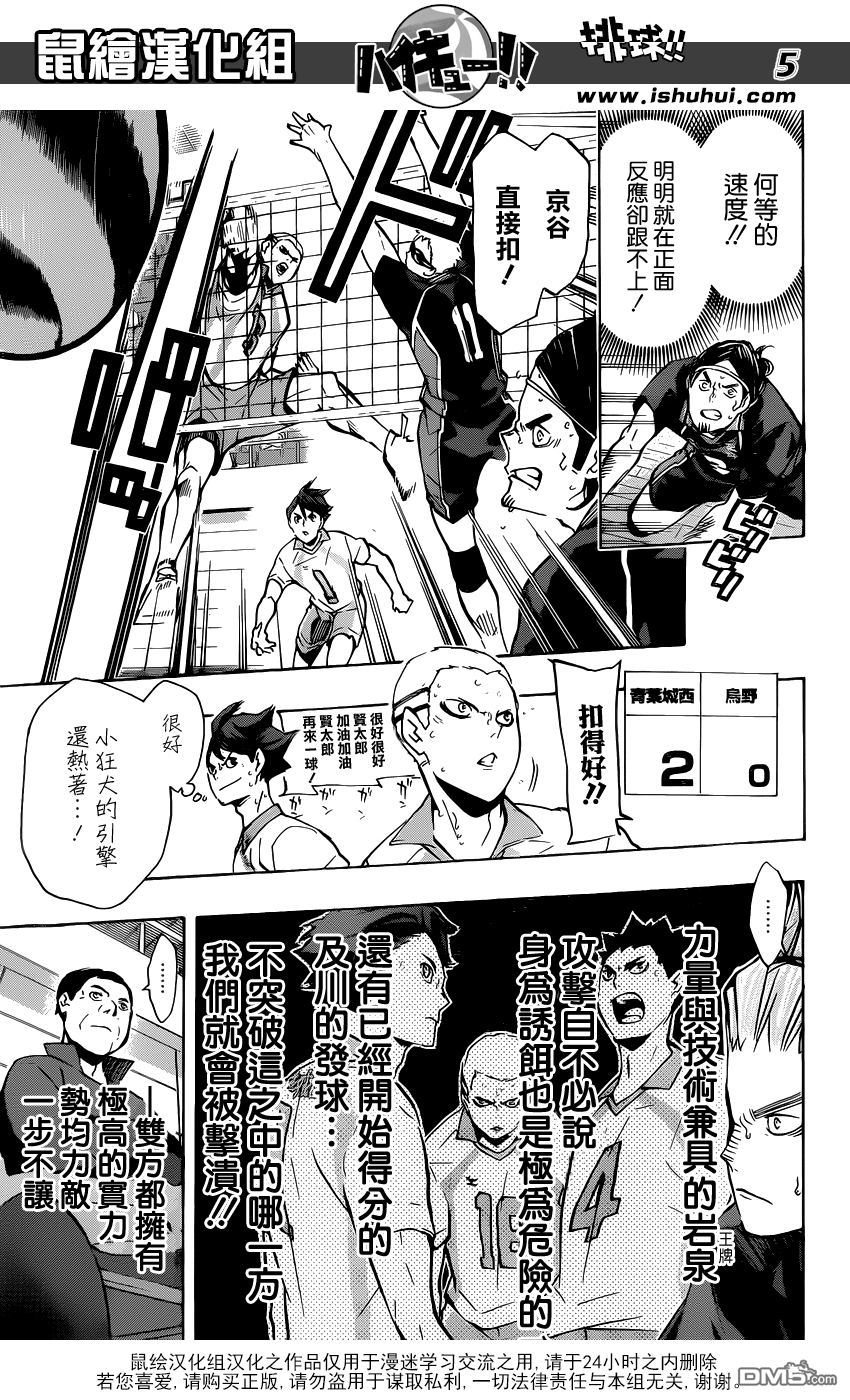 鼠繪漢化組
ハイキュー!!
排球!!
5
www.ishuhui.com
何等的
速度!!
明明就在正面
反應卻跟不上!
京谷
直接扣!
ド
11
1
青葉城西
烏野
2
0
扣得好!!
很好很好
賢太郎
加油加油
賢太郎
再來一球!
很好
小狂犬的引擎
還熱著…!
……
力量與技術兼具的岩泉
王牌
攻擊自不必說
身為誘餌也是極為危險的
還有已經開始得分的
及川的發球…
不突破這之中的哪一方
我們就會被擊潰!!
16
4
……
—雙方都擁有
極高的實力
勢均力敵
一步不讓
鼠绘汉化组汉化之作品仅用于漫迷学习交流之用, 请于24小时之内删除
若您喜爱, 请购买正版, 请勿盗用于谋取私利, 一切法律责任与本组无关, 谢谢.
DM5.com